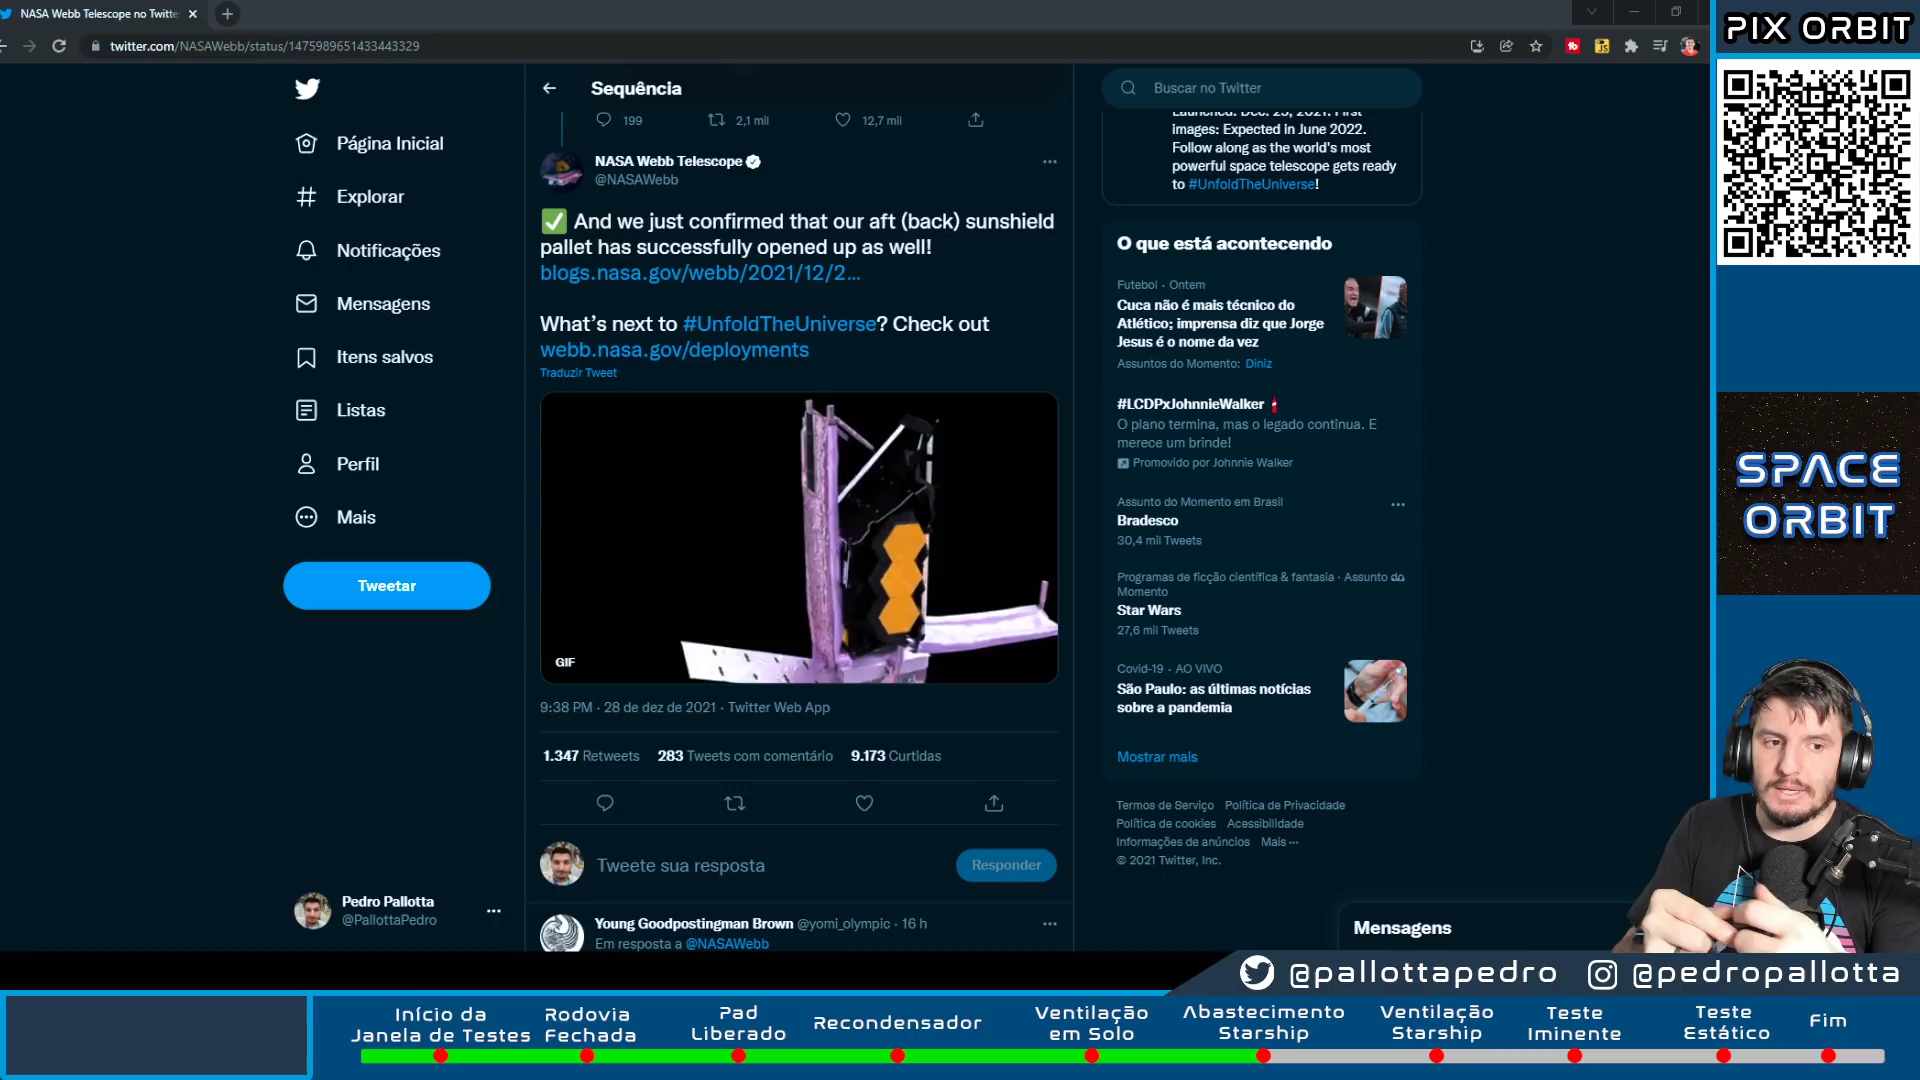 NASA Webb Telescope no Twitte
twitter.com/NASAWebb/status/1475989651433443329
Página Inicial
Explorar
Notificações
Mensagens
Itens salvos
Listas
Perfil
Mais
Tweetar
Pedro Pallotta
@PallottaPedro
Sequência
199 2,1 mil 12,7 mil
NASA Webb Telescope
@NASAWebb
✅ And we just confirmed that our aft (back) sunshield
pallet has successfully opened up as well!
blogs.nasa.gov/webb/2021/12/2...
What's next to #UnfoldTheUniverse? Check out
webb.nasa.gov/deployments
Traduzir Tweet
GIF
9:38 PM · 28 de dez de 2021 · Twitter Web App
1.347 Retweets 283 Tweets com comentário 9.173 Curtidas
Tweete sua resposta
Responder
Young Goodpostingman Brown @yomi_olympic · 16 h
Em resposta a @NASAWebb
Buscar no Twitter
Launched: Dec. 25, 2021. First
images: Expected in June 2022.
Follow along as the world's most
powerful space telescope gets ready
to #UnfoldTheUniverse!
O que está acontecendo
Futebol · Ontem
Cuca não é mais técnico do
Atlético; imprensa diz que Jorge
Jesus é o nome da vez
Assuntos do Momento: Diniz
#LCDPxJohnnieWalker
O plano termina, mas o legado continua. E
merece um brinde!
Promovido por Johnnie Walker
Assunto do Momento em Brasil
Bradesco
30,4 mil Tweets
Programas de ficção científica & fantasia · Assunto do
Momento
Star Wars
27,6 mil Tweets
Covid-19 · AO VIVO
São Paulo: as últimas notícias
sobre a pandemia
Mostrar mais
Termos de Serviço Política de Privacidade
Política de cookies Acessibilidade
Informações de anúncios Mais ···
© 2021 Twitter, Inc.
Mensagens
PIX ORBIT
SPACE
ORBIT
@pallottapedro @pedropallotta
Início da
Janela de Testes
Rodovia
Fechada
Pad
Liberado
Recondensador
Ventilação
em Solo
Abastecimento
Starship
Ventilação
Starship
Teste
Iminente
Teste
Estático
Fim